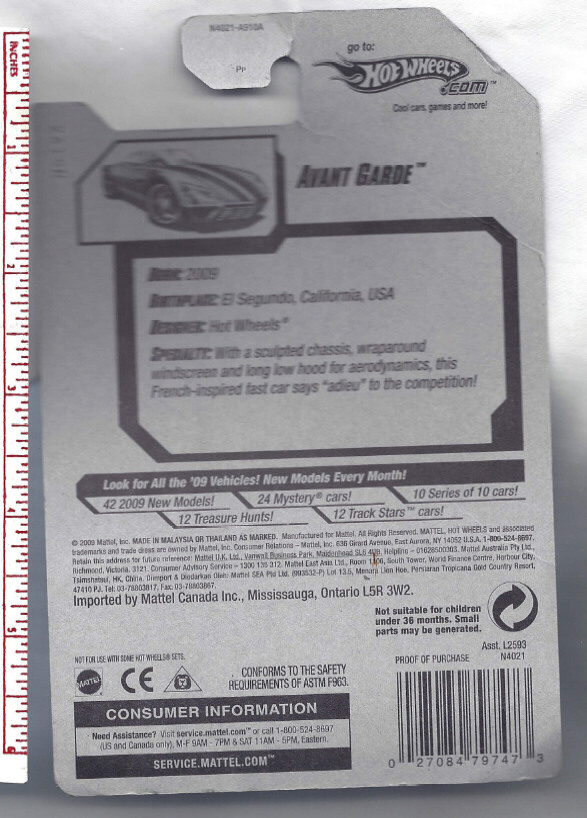 N4021-A910A
PP
go to:
HOT WHEELS
.COM™
Cool cars, games and more!
INCHES
AVANT GARDE™
BORN: 2009
BIRTHPLACE: El Segundo, California, USA
DESIGNER: Hot Wheels®
SPECIALTY: With a sculpted chassis, wraparound
windscreen and long low hood for aerodynamics, this
French-inspired fast car says "adieu" to the competition!
Look for All the '09 Vehicles! New Models Every Month!
42 2009 New Models! 24 Mystery® cars! 10 Series of 10 cars!
12 Treasure Hunts! 12 Track Stars™ cars!
© 2009 Mattel, Inc. MADE IN MALAYSIA OR THAILAND AS MARKED. Manufactured for Mattel. All Rights Reserved. MATTEL, HOT WHEELS and associated
trademarks and trade dress are owned by Mattel, Inc. Consumer Relations – Mattel, Inc. 636 Girard Avenue, East Aurora, NY 14052 U.S.A. 1-800-524-8697.
Retain this address for future reference: Mattel U.K. Ltd., Vanwall Business Park, Maidenhead SL6 4UB. Helpline – 01628500303. Mattel Australia Pty Ltd.,
Richmond, Victoria. 3121. Consumer Advisory Service – 1300 135 312. Mattel East Asia Ltd., Room 1106, South Tower, World Finance Centre, Harbour City,
Tsimshatsui, HK, China. Diimport & Diedarkan Oleh: Mattel SEA Pte Ltd. (993532-P) Lot 13.5, Menara Lien Hoe, Persiaran Tropicana Gold Country Resort,
47410 PJ. Tel: 03-78803817, Fax: 03-78803867.
Imported by Mattel Canada Inc., Mississauga, Ontario L5R 3W2.
Not suitable for children
under 36 months. Small
parts may be generated.
Asst. L2593
PROOF OF PURCHASE N4021
NOT FOR USE WITH SOME HOT WHEELS® SETS.
MATTEL
CE
CONFORMS TO THE SAFETY
REQUIREMENTS OF ASTM F963.
CONSUMER INFORMATION
Need Assistance? Visit service.mattel.com™ or call 1-800-524-8697
(US and Canada only), M-F 9AM - 7PM & SAT 11AM - 5PM, Eastern.
SERVICE.MATTEL.COM™
0 27084 79747 3